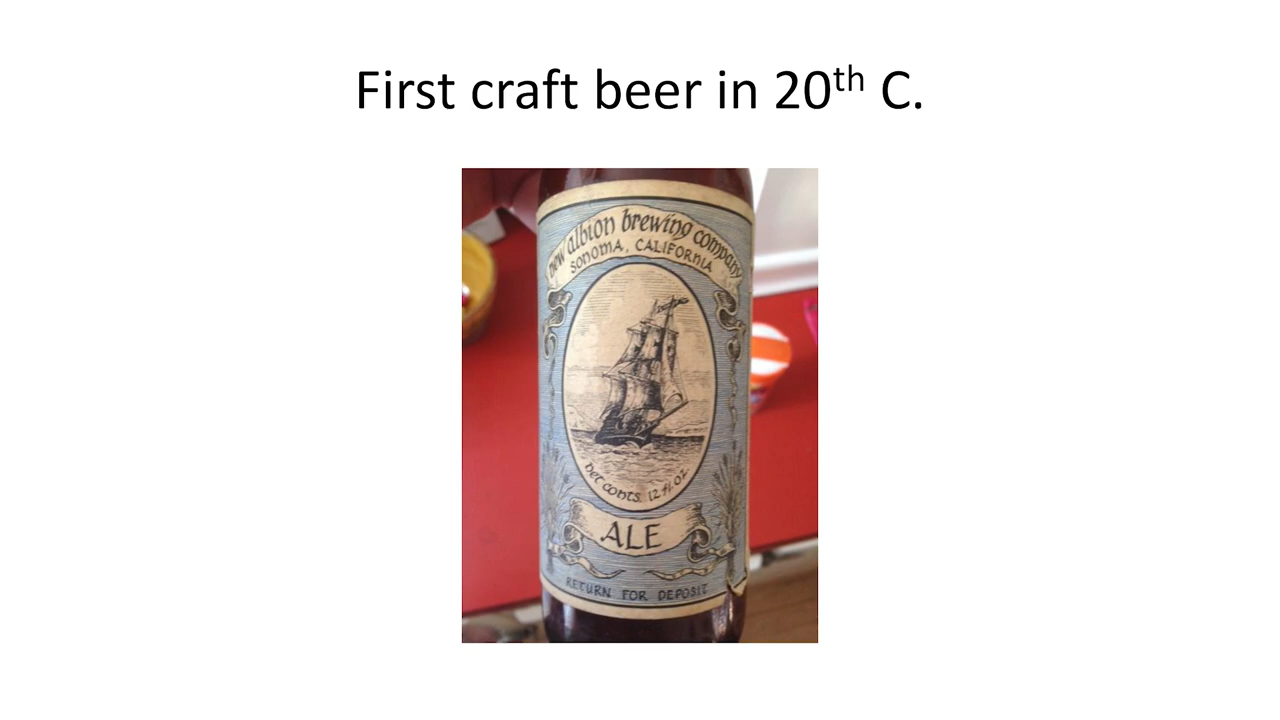 First craft beer in 20th C.
new albion brewing company
SONOMA, CALIFORNIA
net conts. 12 fl. oz.
ALE
RETURN FOR DEPOSIT